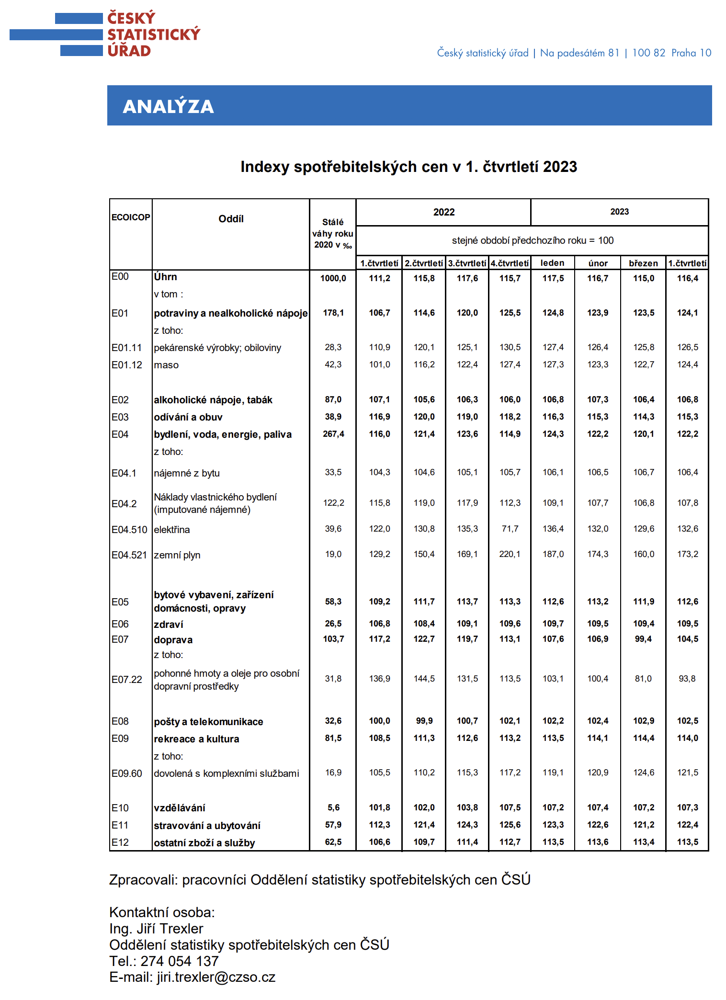 ČESKÝ
STATISTICKÝ
ÚŘAD
Český statistický úřad | Na padesátém 81 | 100 82 Praha 10
ANALÝZA
Indexy spotřebitelských cen v 1. čtvrtletí 2023
ECOICOP Oddíl Stálé váhy roku 2020 v ‰ 2022 2023
stejné období předchozího roku = 100
1.čtvrtletí 2.čtvrtletí 3.čtvrtletí 4.čtvrtletí leden únor březen 1.čtvrtletí
E00 Úhrn 1000,0 111,2 115,8 117,6 115,7 117,5 116,7 115,0 116,4
v tom :
E01 potraviny a nealkoholické nápoje 178,1 106,7 114,6 120,0 125,5 124,8 123,9 123,5 124,1
z toho:
E01.11 pekárenské výrobky; obiloviny 28,3 110,9 120,1 125,1 130,5 127,4 126,4 125,8 126,5
E01.12 maso 42,3 101,0 116,2 122,4 127,4 127,3 123,3 122,7 124,4
E02 alkoholické nápoje, tabák 87,0 107,1 105,6 106,3 106,0 106,8 107,3 106,4 106,8
E03 odívání a obuv 38,9 116,9 120,0 119,0 118,2 116,3 115,3 114,3 115,3
E04 bydlení, voda, energie, paliva 267,4 116,0 121,4 123,6 114,9 124,3 122,2 120,1 122,2
z toho:
E04.1 nájemné z bytu 33,5 104,3 104,6 105,1 105,7 106,1 106,5 106,7 106,4
E04.2 Náklady vlastnického bydlení
(imputované nájemné) 122,2 115,8 119,0 117,9 112,3 109,1 107,7 106,8 107,8
E04.510 elektřina 39,6 122,0 130,8 135,3 71,7 136,4 132,0 129,6 132,6
E04.521 zemní plyn 19,0 129,2 150,4 169,1 220,1 187,0 174,3 160,0 173,2
E05 bytové vybavení, zařízení
domácnosti, opravy 58,3 109,2 111,7 113,7 113,3 112,6 113,2 111,9 112,6
E06 zdraví 26,5 106,8 108,4 109,1 109,6 109,7 109,5 109,4 109,5
E07 doprava 103,7 117,2 122,7 119,7 113,1 107,6 106,9 99,4 104,5
z toho:
E07.22 pohonné hmoty a oleje pro osobní
dopravní prostředky 31,8 136,9 144,5 131,5 113,5 103,1 100,4 81,0 93,8
E08 pošty a telekomunikace 32,6 100,0 99,9 100,7 102,1 102,2 102,4 102,9 102,5
E09 rekreace a kultura 81,5 108,5 111,3 112,6 113,2 113,5 114,1 114,4 114,0
z toho:
E09.60 dovolená s komplexními službami 16,9 105,5 110,2 115,3 117,2 119,1 120,9 124,6 121,5
E10 vzdělávání 5,6 101,8 102,0 103,8 107,5 107,2 107,4 107,2 107,3
E11 stravování a ubytování 57,9 112,3 121,4 124,3 125,6 123,3 122,6 121,2 122,4
E12 ostatní zboží a služby 62,5 106,6 109,7 111,4 112,7 113,5 113,6 113,4 113,5
Zpracovali: pracovníci Oddělení statistiky spotřebitelských cen ČSÚ
Kontaktní osoba:
Ing. Jiří Trexler
Oddělení statistiky spotřebitelských cen ČSÚ
Tel.: 274 054 137
E-mail: jiri.trexler@czso.cz